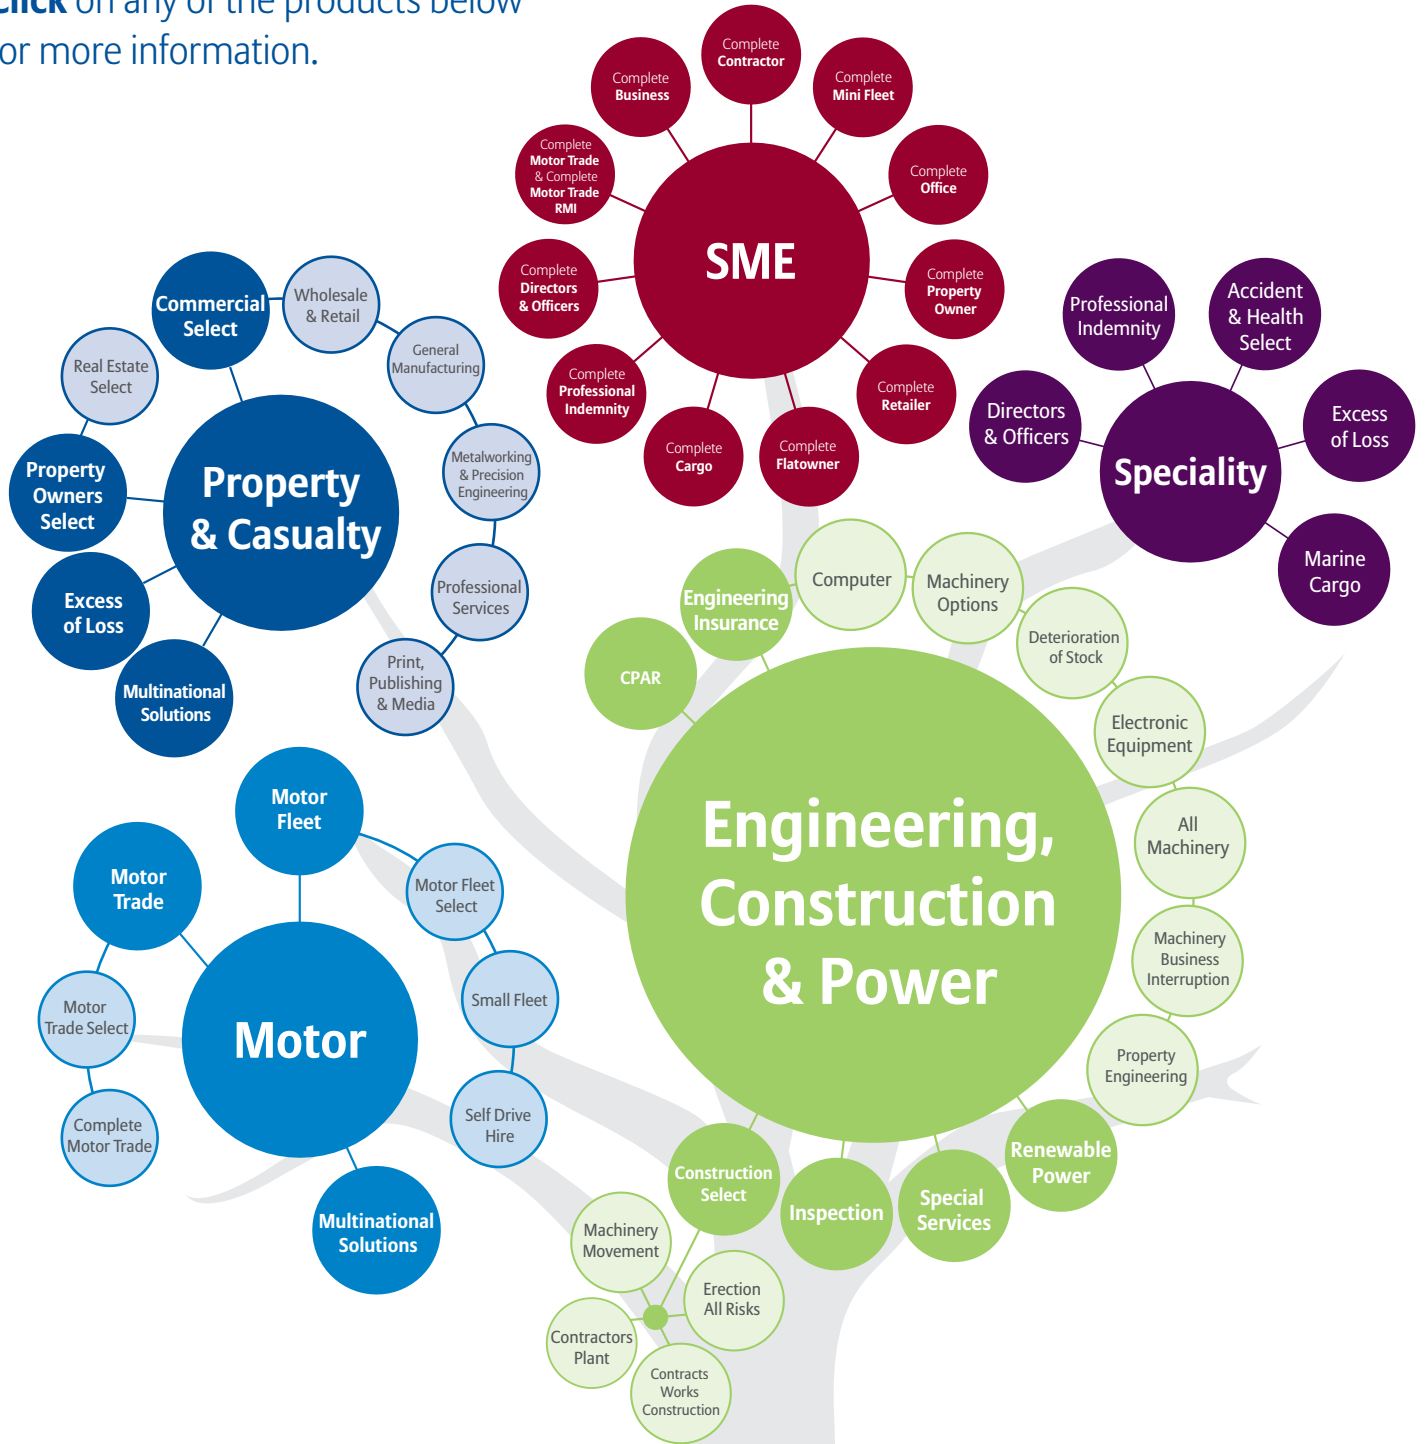 Click on any of the products below
or more information.
Complete
Contractor
Complete
Business
Complete
Mini Fleet
Complete
Motor Trade
& Complete
Motor Trade
RMI
Complete
Office
SME
Complete
Directors
& Officers
Complete
Property
Owner
Complete
Professional
Indemnity
Complete
Retailer
Complete
Cargo
Complete
Flatowner
Commercial
Select
Wholesale
& Retail
General
Manufacturing
Real Estate
Select
Metalworking
& Precision
Engineering
Property
Owners
Select
Property
& Casualty
Professional
Services
Excess
of Loss
Print,
Publishing
& Media
Multinational
Solutions
Professional
Indemnity
Accident
& Health
Select
Directors
& Officers
Excess
of Loss
Speciality
Marine
Cargo
Engineering
Insurance
Computer
Machinery
Options
Deterioration
of Stock
CPAR
Electronic
Equipment
All
Machinery
Engineering,
Construction
& Power
Machinery
Business
Interruption
Property
Engineering
Renewable
Power
Special
Services
Inspection
Construction
Select
Machinery
Movement
Erection
All Risks
Contractors
Plant
Contracts
Works
Construction
Motor
Fleet
Motor
Trade
Motor Fleet
Select
Small Fleet
Motor
Trade Select
Motor
Self Drive
Hire
Complete
Motor Trade
Multinational
Solutions